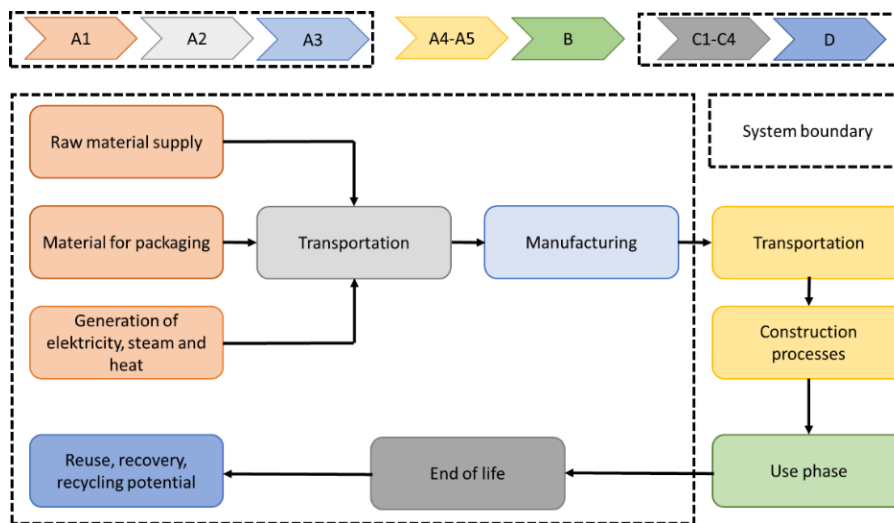 A1
A2
A3
A4-A5
B
C1-C4
D
Raw material supply
System boundary
Material for packaging
Transportation
Manufacturing
Transportation
Generation of
elektricity, steam and
heat
Construction
processes
Reuse, recovery,
recycling potential
End of life
Use phase